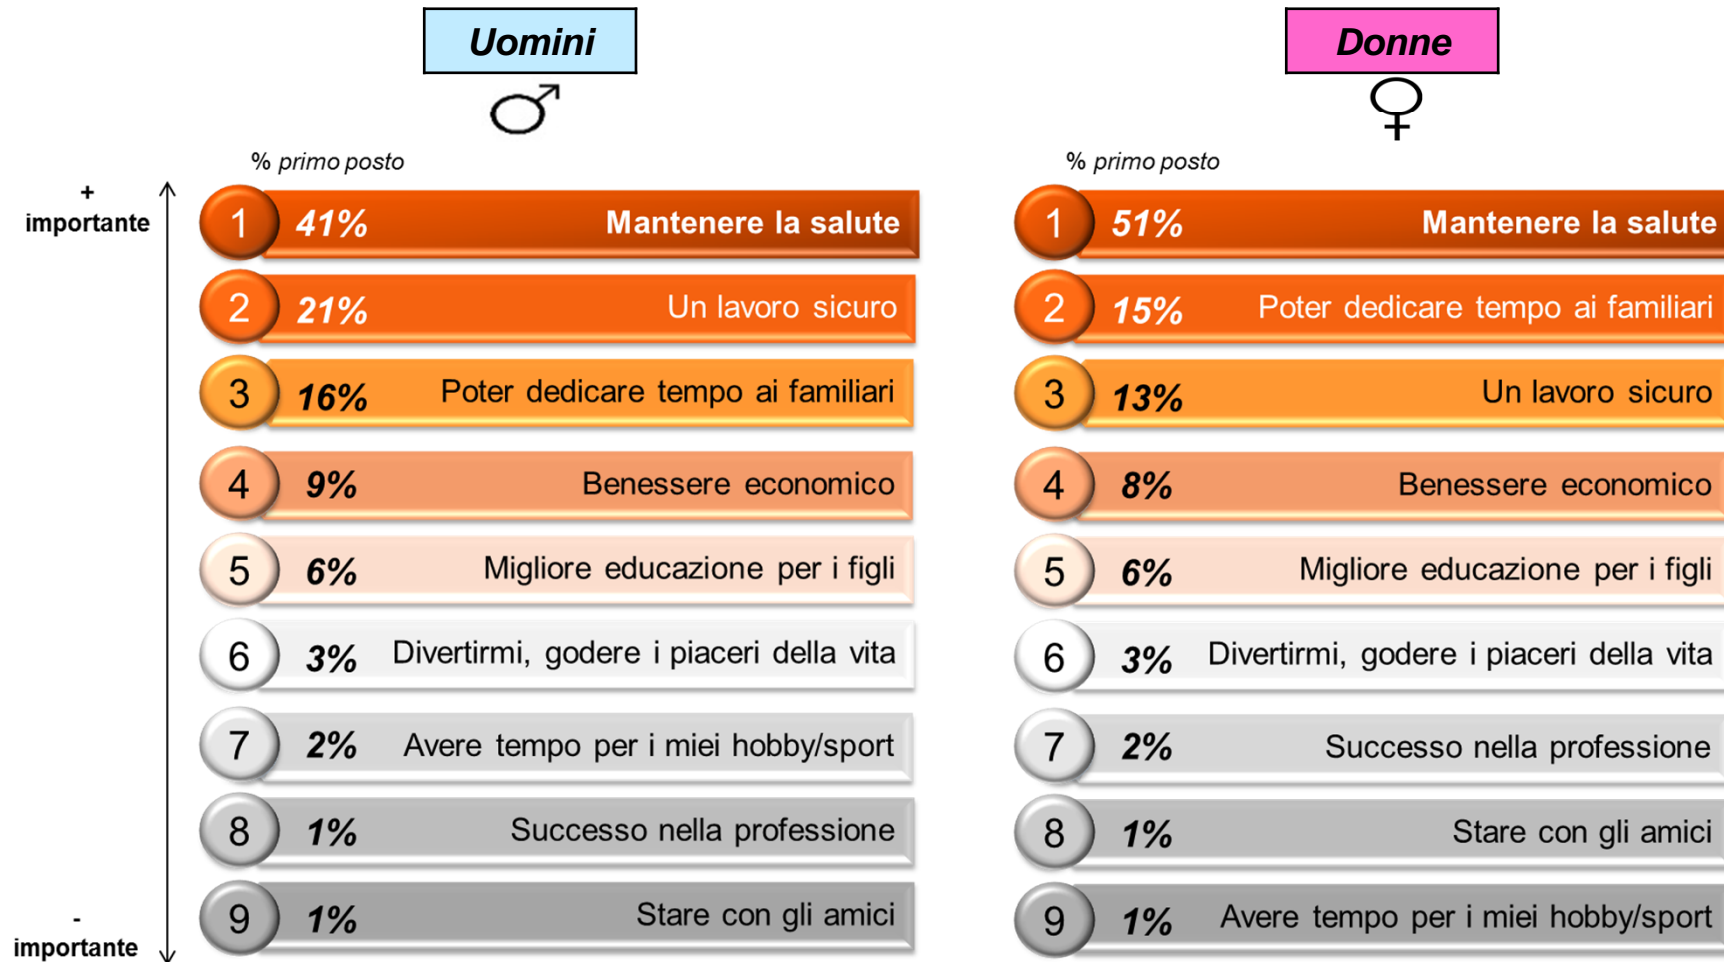 Uomini
% primo posto
+
importante
1 41% Mantenere la salute
2 21% Un lavoro sicuro
3 16% Poter dedicare tempo ai familiari
4 9% Benessere economico
5 6% Migliore educazione per i figli
6 3% Divertirmi, godere i piaceri della vita
7 2% Avere tempo per i miei hobby/sport
8 1% Successo nella professione
9 1% Stare con gli amici
-
importante
Donne
% primo posto
1 51% Mantenere la salute
2 15% Poter dedicare tempo ai familiari
3 13% Un lavoro sicuro
4 8% Benessere economico
5 6% Migliore educazione per i figli
6 3% Divertirmi, godere i piaceri della vita
7 2% Successo nella professione
8 1% Stare con gli amici
9 1% Avere tempo per i miei hobby/sport